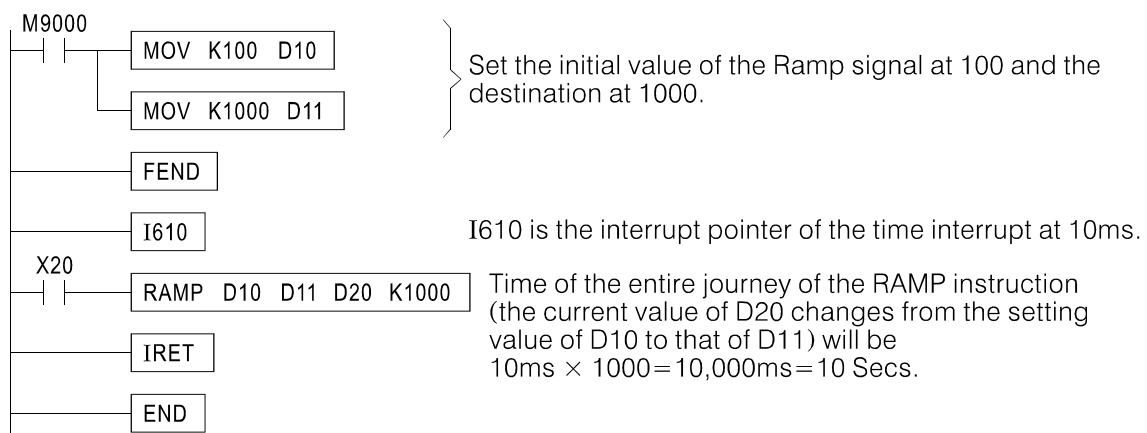 M9000
MOV K100 D10
MOV K1000 D11
Set the initial value of the Ramp signal at 100 and the
destination at 1000.
FEND
I610
I610 is the interrupt pointer of the time interrupt at 10ms.
X20
RAMP D10 D11 D20 K1000
Time of the entire journey of the RAMP instruction
(the current value of D20 changes from the setting
value of D10 to that of D11) will be
10ms × 1000=10,000ms=10 Secs.
IRET
END